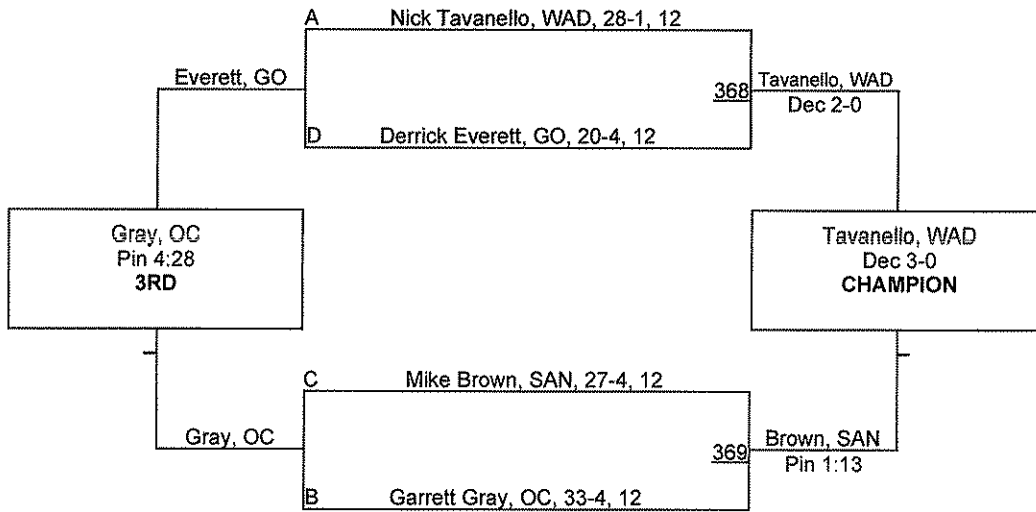 A Nick Tavanello, WAD, 28-1, 12
Everett, GO
368
Tavanello, WAD
Dec 2-0
D Derrick Everett, GO, 20-4, 12
Gray, OC
Pin 4:28
3RD
Tavanello, WAD
Dec 3-0
CHAMPION
C Mike Brown, SAN, 27-4, 12
Gray, OC
369
Brown, SAN
Pin 1:13
B Garrett Gray, OC, 33-4, 12